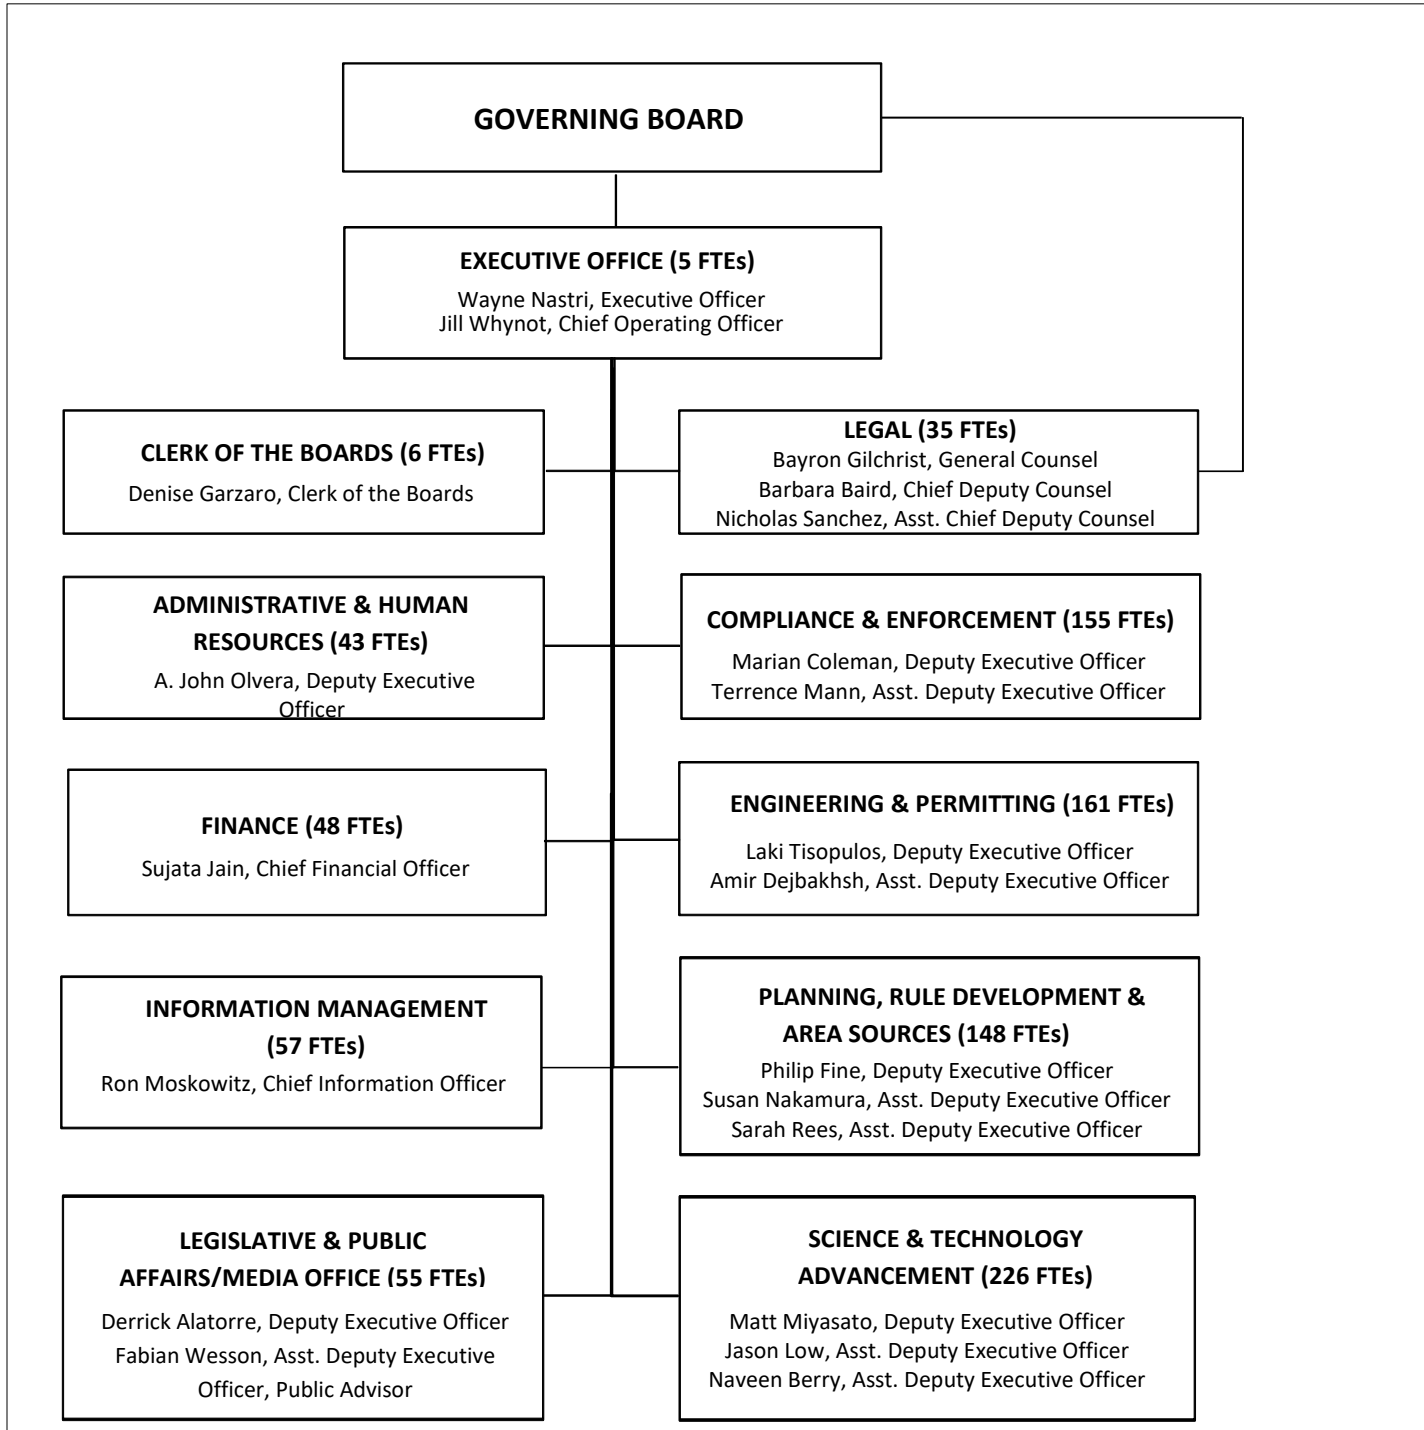 GOVERNING BOARD
EXECUTIVE OFFICE (5 FTEs)
Wayne Nastri, Executive Officer
Jill Whynot, Chief Operating Officer
CLERK OF THE BOARDS (6 FTEs)
Denise Garzaro, Clerk of the Boards
LEGAL (35 FTEs)
Bayron Gilchrist, General Counsel
Barbara Baird, Chief Deputy Counsel
Nicholas Sanchez, Asst. Chief Deputy Counsel
ADMINISTRATIVE & HUMAN
RESOURCES (43 FTEs)
A. John Olvera, Deputy Executive
Officer
COMPLIANCE & ENFORCEMENT (155 FTEs)
Marian Coleman, Deputy Executive Officer
Terrence Mann, Asst. Deputy Executive Officer
FINANCE (48 FTEs)
Sujata Jain, Chief Financial Officer
ENGINEERING & PERMITTING (161 FTEs)
Laki Tisopulos, Deputy Executive Officer
Amir Dejbakhsh, Asst. Deputy Executive Officer
INFORMATION MANAGEMENT
(57 FTEs)
Ron Moskowitz, Chief Information Officer
PLANNING, RULE DEVELOPMENT &
AREA SOURCES (148 FTEs)
Philip Fine, Deputy Executive Officer
Susan Nakamura, Asst. Deputy Executive Officer
Sarah Rees, Asst. Deputy Executive Officer
LEGISLATIVE & PUBLIC
AFFAIRS/MEDIA OFFICE (55 FTEs)
Derrick Alatorre, Deputy Executive Officer
Fabian Wesson, Asst. Deputy Executive
Officer, Public Advisor
SCIENCE & TECHNOLOGY
ADVANCEMENT (226 FTEs)
Matt Miyasato, Deputy Executive Officer
Jason Low, Asst. Deputy Executive Officer
Naveen Berry, Asst. Deputy Executive Officer